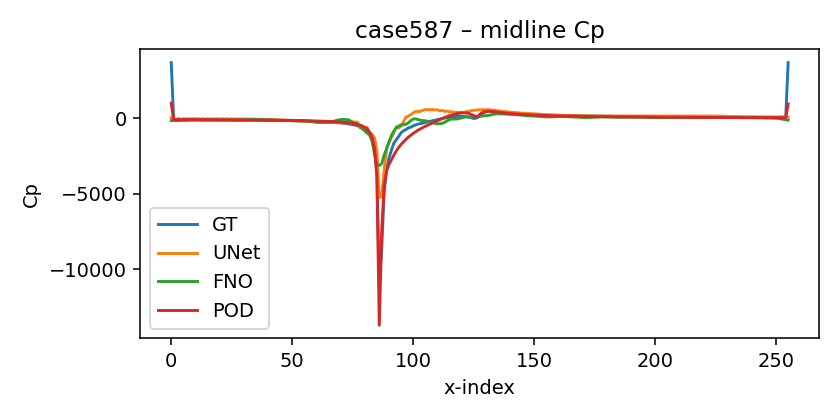 case587 – midline Cp
Cp
0
−5000
−10000
GT
UNet
FNO
POD
0 50 100 150 200 250
x-index